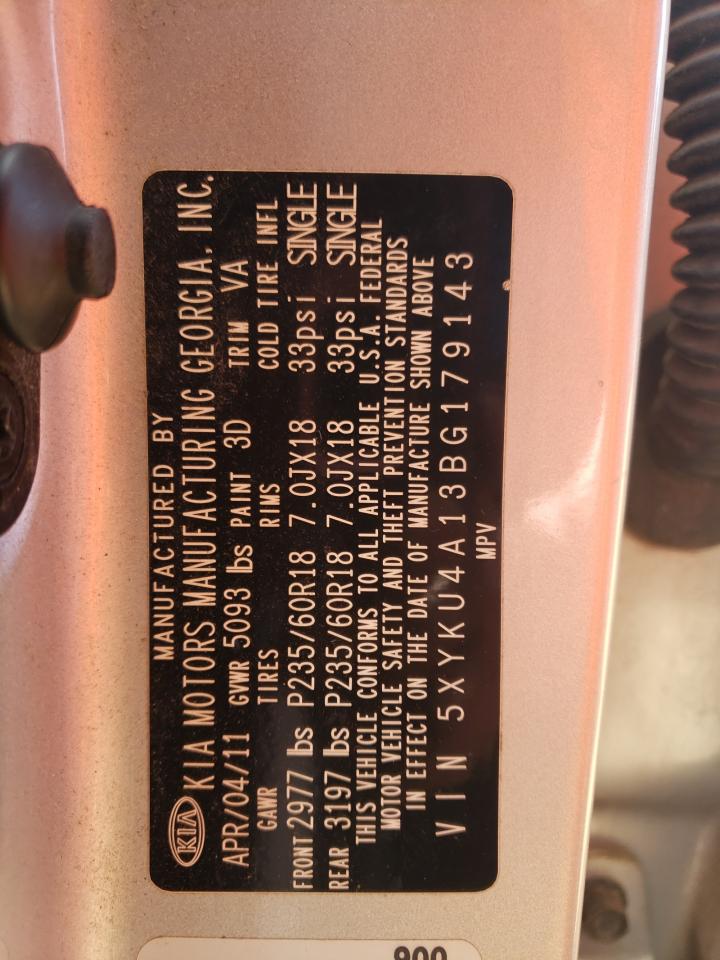 MANUFACTURED BY
KIA KIA MOTORS MANUFACTURING GEORGIA, INC.
APR/04/11 GVWR 5093 lbs PAINT 3D TRIM VA
GAWR TIRES RIMS COLD TIRE INFL
FRONT 2977 lbs P235/60R18 7.0JX18 33psi SINGLE
REAR 3197 lbs P235/60R18 7.0JX18 33psi SINGLE
THIS VEHICLE CONFORMS TO ALL APPLICABLE U.S.A. FEDERAL
MOTOR VEHICLE SAFETY AND THEFT PREVENTION STANDARDS
IN EFFECT ON THE DATE OF MANUFACTURE SHOWN ABOVE
VIN 5XYKU4A13BG179143
MPV